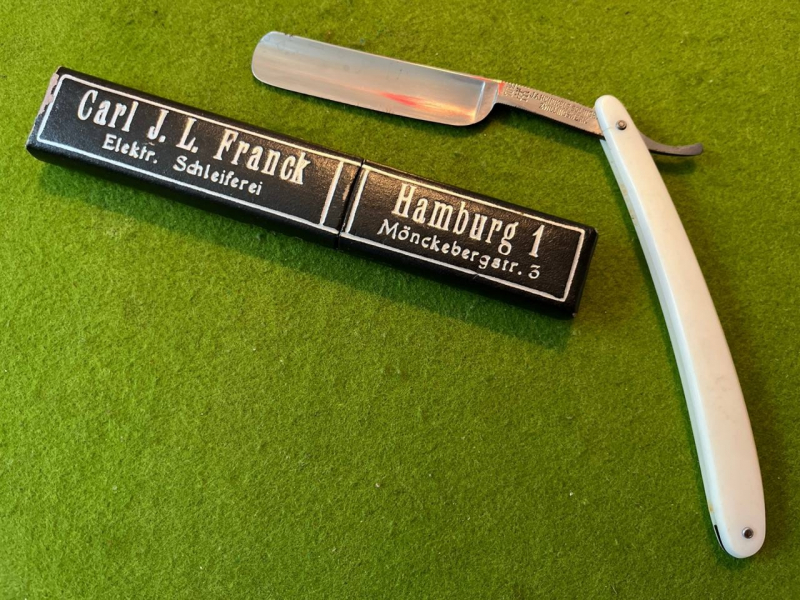 Carl J. L. Franck
Elektr. Schleiferei
Hamburg 1
Mönckebergstr. 3